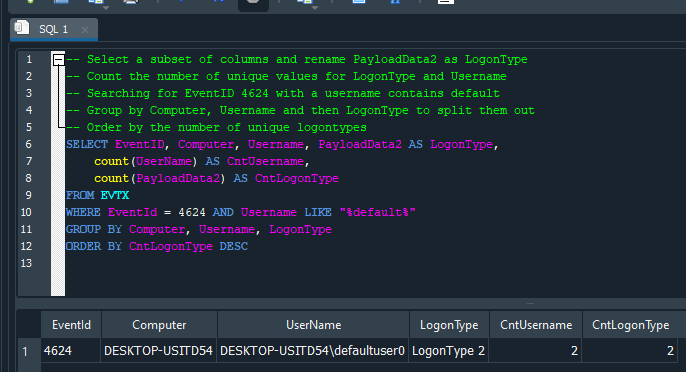 SQL 1
1 -- Select a subset of columns and rename PayloadData2 as LogonType
2 -- Count the number of unique values for LogonType and Username
3 -- Searching for EventID 4624 with a username contains default
4 -- Group by Computer, Username and then LogonType to split them out
5 -- Order by the number of unique logontypes
6 SELECT EventID, Computer, Username, PayloadData2 AS LogonType,
7 count(UserName) AS CntUsername,
8 count(PayloadData2) AS CntLogonType
9 FROM EVTX
10 WHERE EventId = 4624 AND Username LIKE "%default%"
11 GROUP BY Computer, Username, LogonType
12 ORDER BY CntLogonType DESC
13
EventId Computer UserName LogonType CntUsername CntLogonType
1 4624 DESKTOP-USITD54 DESKTOP-USITD54\defaultuser0 LogonType 2 2 2